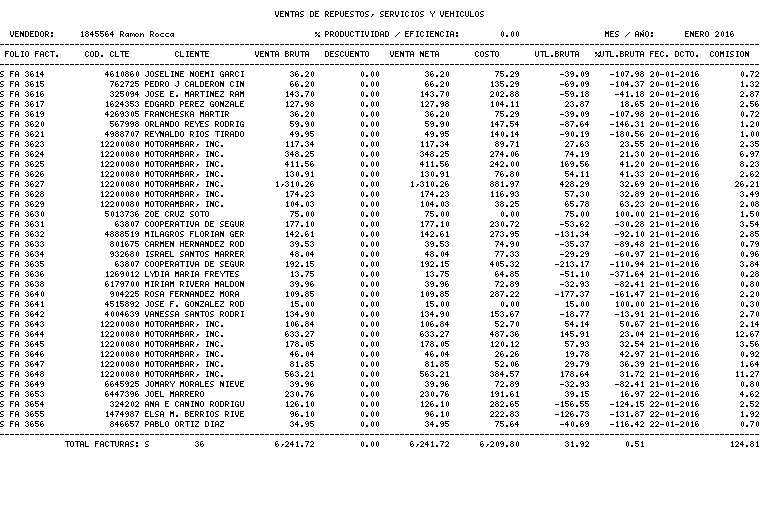 VENTAS DE REPUESTOS, SERVICIOS Y VEHICULOS
VENDEDOR: 1845564 Ramon Rocca % PRODUCTIVIDAD / EFICIENCIA: 0.00 MES / AÑO: ENERO 2016
FOLIO FACT. COD. CLTE CLIENTE VENTA BRUTA DESCUENTO VENTA NETA COSTO UTL.BRUTA %UTL.BRUTA FEC. DCTO. COMISION
S FA 3614 4610860 JOSELINE NOEMI GARCI 36.20 0.00 36.20 75.29 -39.09 -107.98 20-01-2016 0.72
S FA 3615 762725 PEDRO J CALDERON CIN 66.20 0.00 66.20 135.29 -69.09 -104.37 20-01-2016 1.32
S FA 3616 325094 JOSE E. MARTINEZ RAM 143.70 0.00 143.70 202.88 -59.18 -41.18 20-01-2016 2.87
S FA 3617 1624353 EDGARD PEREZ GONZALE 127.98 0.00 127.98 104.11 23.87 18.65 20-01-2016 2.56
S FA 3619 4269305 FRANCHESKA MARTIR 36.20 0.00 36.20 75.29 -39.09 -107.98 20-01-2016 0.72
S FA 3620 567998 ORLANDO REYES RODRIG 59.90 0.00 59.90 147.54 -87.64 -146.31 20-01-2016 1.20
S FA 3621 4988707 REYNALDO RIOS TIRADO 49.95 0.00 49.95 140.14 -90.19 -180.56 20-01-2016 1.00
S FA 3623 12200080 MOTORAMBAR, INC. 117.34 0.00 117.34 89.71 27.63 23.55 20-01-2016 2.35
S FA 3624 12200080 MOTORAMBAR, INC. 348.25 0.00 348.25 274.06 74.19 21.30 20-01-2016 6.97
S FA 3625 12200080 MOTORAMBAR, INC. 411.56 0.00 411.56 242.00 169.56 41.20 20-01-2016 8.23
S FA 3626 12200080 MOTORAMBAR, INC. 130.91 0.00 130.91 76.80 54.11 41.33 20-01-2016 2.62
S FA 3627 12200080 MOTORAMBAR, INC. 1,310.26 0.00 1,310.26 881.97 428.29 32.69 20-01-2016 26.21
S FA 3628 12200080 MOTORAMBAR, INC. 174.23 0.00 174.23 116.93 57.30 32.89 20-01-2016 3.49
S FA 3629 12200080 MOTORAMBAR, INC. 104.03 0.00 104.03 38.25 65.78 63.23 20-01-2016 2.08
S FA 3630 5013736 ZOE CRUZ SOTO 75.00 0.00 75.00 0.00 75.00 100.00 21-01-2016 1.50
S FA 3631 63807 COOPERATIVA DE SEGUR 177.10 0.00 177.10 230.72 -53.62 -30.28 21-01-2016 3.54
S FA 3632 4888519 MILAGROS FLORIAN GER 142.61 0.00 142.61 273.95 -131.34 -92.10 21-01-2016 2.85
S FA 3633 801675 CARMEN HERNANDEZ ROD 39.53 0.00 39.53 74.90 -35.37 -89.48 21-01-2016 0.79
S FA 3634 932680 ISRAEL SANTOS MARRER 48.04 0.00 48.04 77.33 -29.29 -60.97 21-01-2016 0.96
S FA 3635 63807 COOPERATIVA DE SEGUR 192.15 0.00 192.15 405.32 -213.17 -110.94 21-01-2016 3.84
S FA 3636 1269012 LYDIA MARIA FREYTES 13.75 0.00 13.75 64.85 -51.10 -371.64 21-01-2016 0.28
S FA 3638 6179700 MIRIAM RIVERA MALDON 39.96 0.00 39.96 72.89 -32.93 -82.41 21-01-2016 0.80
S FA 3640 904225 ROSA FERNANDEZ MORA 109.85 0.00 109.85 287.22 -177.37 -161.47 21-01-2016 2.20
S FA 3641 4515892 JOSE F. GONZALEZ ROD 15.00 0.00 15.00 0.00 15.00 100.00 21-01-2016 0.30
S FA 3642 4004639 VANESSA SANTOS RODRI 134.90 0.00 134.90 153.67 -18.77 -13.91 21-01-2016 2.70
S FA 3643 12200080 MOTORAMBAR, INC. 106.84 0.00 106.84 52.70 54.14 50.67 21-01-2016 2.14
S FA 3644 12200080 MOTORAMBAR, INC. 633.27 0.00 633.27 487.36 145.91 23.04 21-01-2016 12.67
S FA 3645 12200080 MOTORAMBAR, INC. 178.05 0.00 178.05 120.12 57.93 32.54 21-01-2016 3.56
S FA 3646 12200080 MOTORAMBAR, INC. 46.04 0.00 46.04 26.26 19.78 42.97 21-01-2016 0.92
S FA 3647 12200080 MOTORAMBAR, INC. 81.85 0.00 81.85 52.06 29.79 36.39 21-01-2016 1.64
S FA 3648 12200080 MOTORAMBAR, INC. 563.21 0.00 563.21 384.57 178.64 31.72 21-01-2016 11.27
S FA 3649 6645925 JOMARY MORALES NIEVE 39.96 0.00 39.96 72.89 -32.93 -82.41 21-01-2016 0.80
S FA 3653 6447396 JOEL MARRERO 230.76 0.00 230.76 191.61 39.15 16.97 22-01-2016 4.62
S FA 3654 324202 ANA E CANINO RODRIGU 126.10 0.00 126.10 282.65 -156.55 -124.15 22-01-2016 2.52
S FA 3655 1474987 ELSA M. BERRIOS RIVE 96.10 0.00 96.10 222.83 -126.73 -131.87 22-01-2016 1.92
S FA 3656 846657 PABLO ORTIZ DIAZ 34.95 0.00 34.95 75.64 -40.69 -116.42 22-01-2016 0.70
TOTAL FACTURAS: S 36 6,241.72 0.00 6,241.72 6,209.80 31.92 0.51 124.81